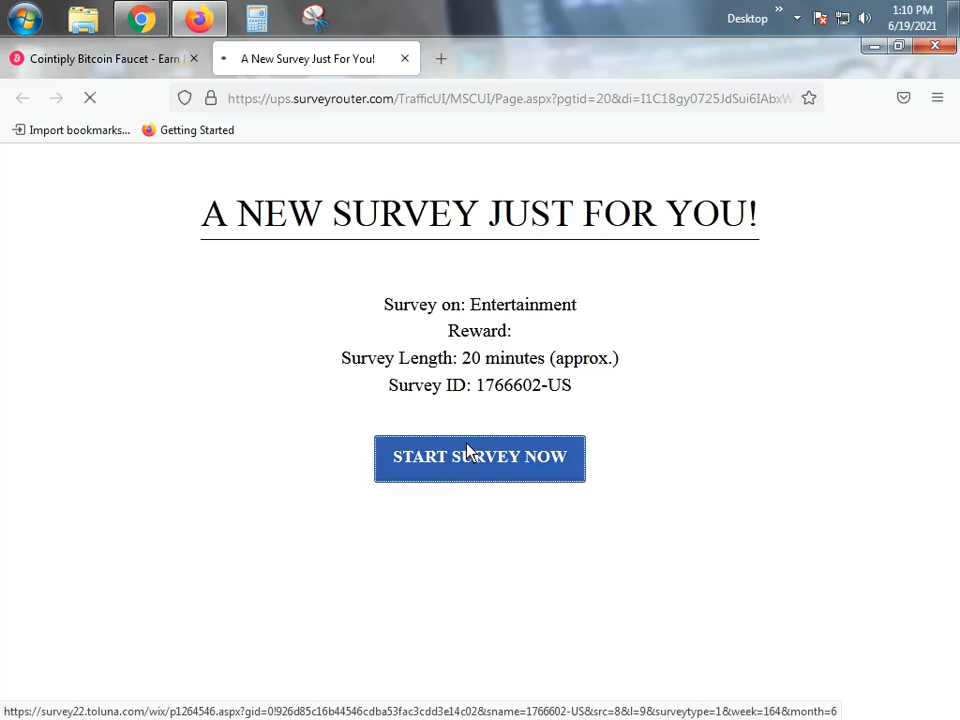 Desktop
»
1:10 PM
6/19/2021
Cointiply Bitcoin Faucet - Earn
A New Survey Just For You!
https://ups.surveyrouter.com/TrafficUI/MSCUI/Page.aspx?pgtid=20&di=I1C18gy0725JdSui6IAbxW
Import bookmarks...
Getting Started
A NEW SURVEY JUST FOR YOU!
Survey on: Entertainment
Reward:
Survey Length: 20 minutes (approx.)
Survey ID: 1766602-US
START SURVEY NOW
https://survey22.toluna.com/wix/p1264546.aspx?gid=0!926d85c16b44546cdba53fac3cdd3e14c02&sname=1766602-US&src=8&l=9&surveytype=1&week=164&month=6